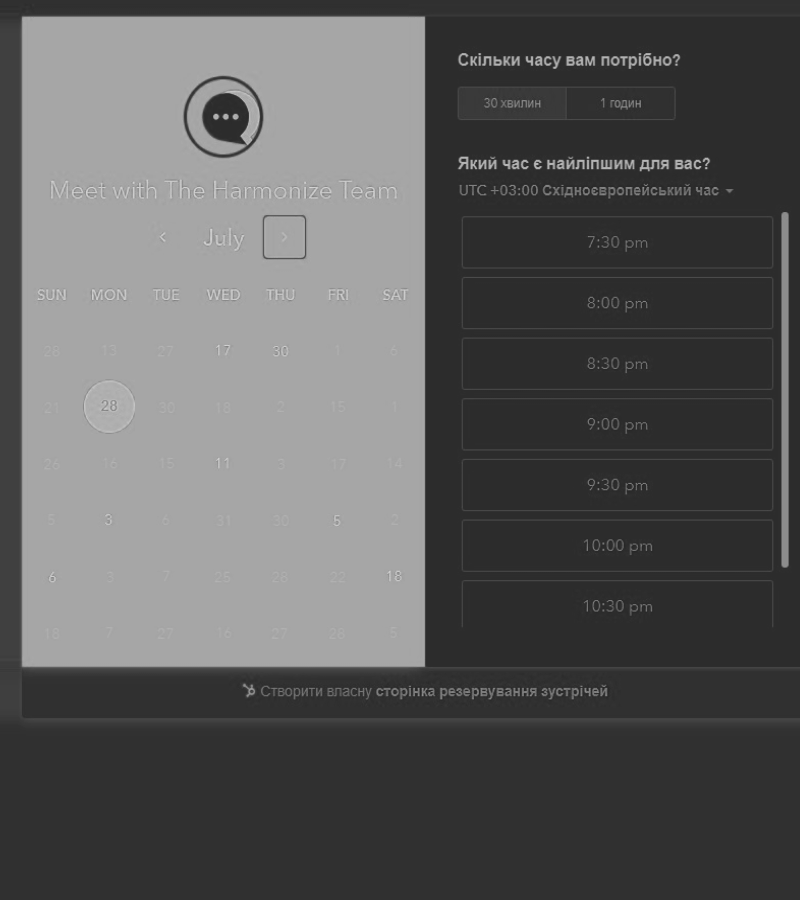 Meet with The Harmonize Team
July
SUN MON TUE WED THU FRI SAT
28 13 27 17 30 1 6
21 28 30 18 2 15 1
26 16 15 11 3 17 14
5 3 6 31 30 5 2
6 3 7 25 28 22 18
18 7 27 16 27 28 5
Скільки часу вам потрібно?
30 хвилин 1 годин
Який час є найліпшим для вас?
UTC +03:00 Східноєвропейський час
7:30 pm
8:00 pm
8:30 pm
9:00 pm
9:30 pm
10:00 pm
10:30 pm
Створити власну сторінка резервування зустрічей